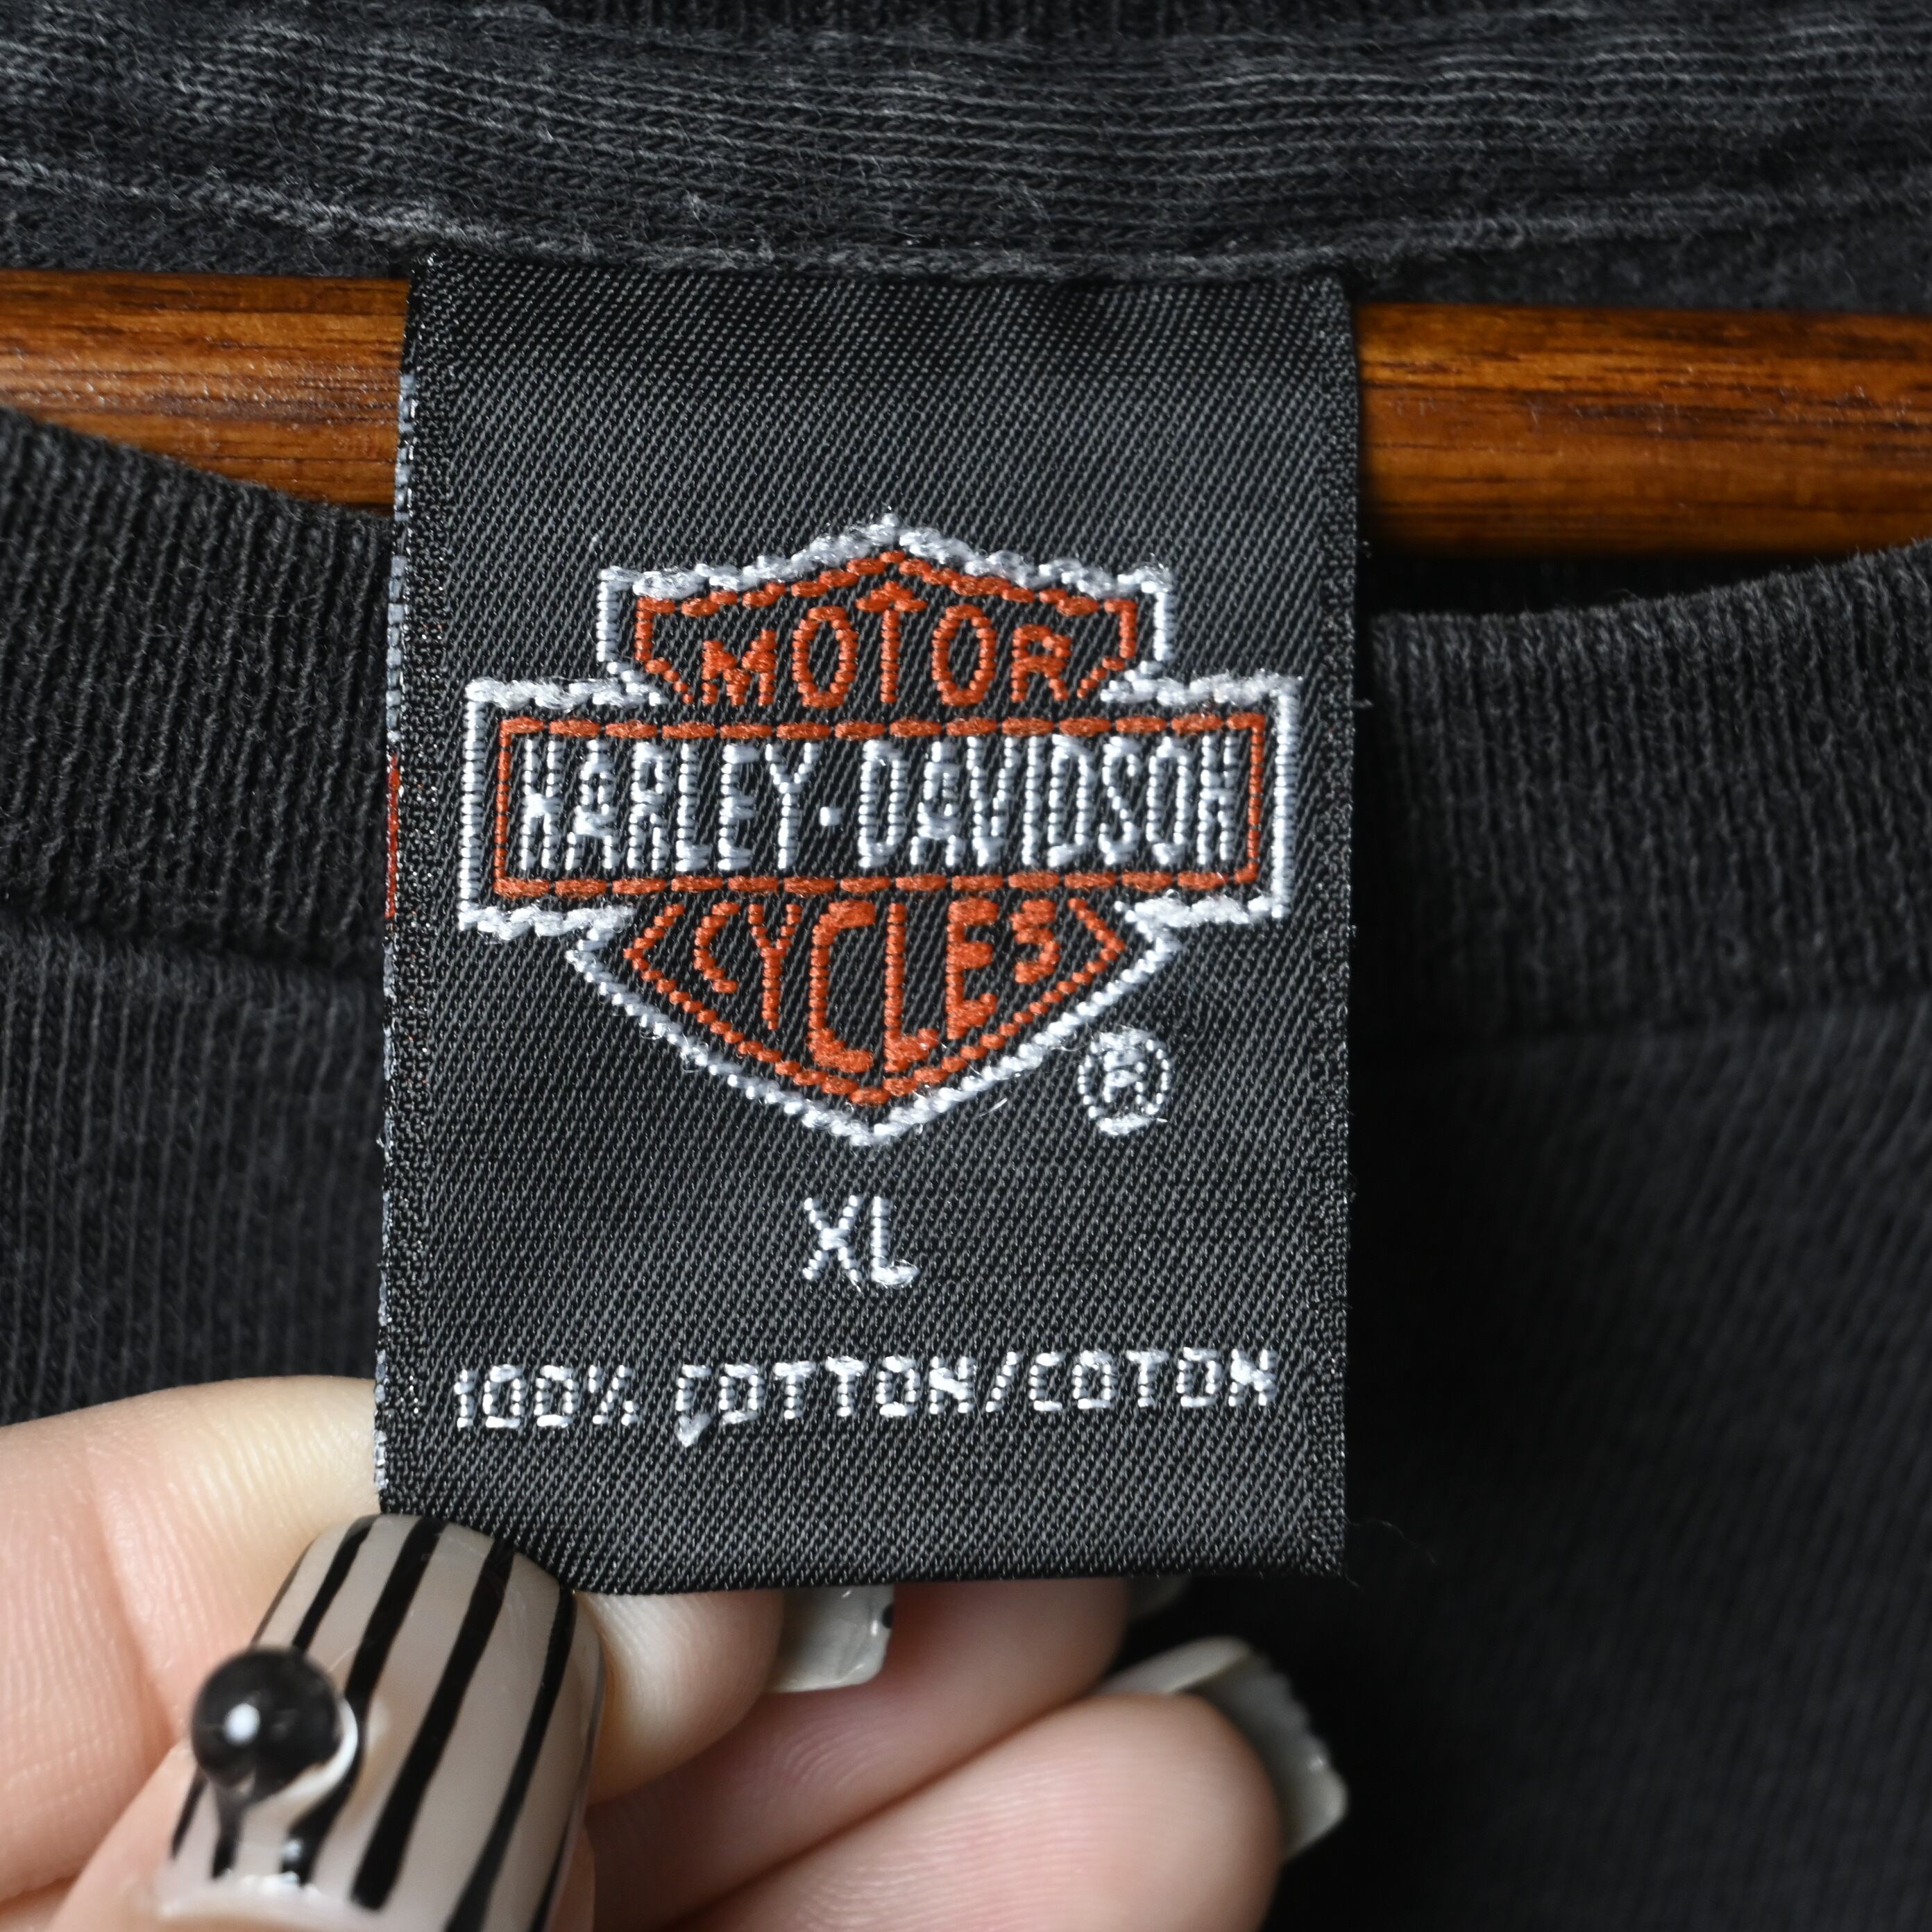 MOTOR
HARLEY-DAVIDSON
CYCLES
®
XL
100% COTTON/COTON